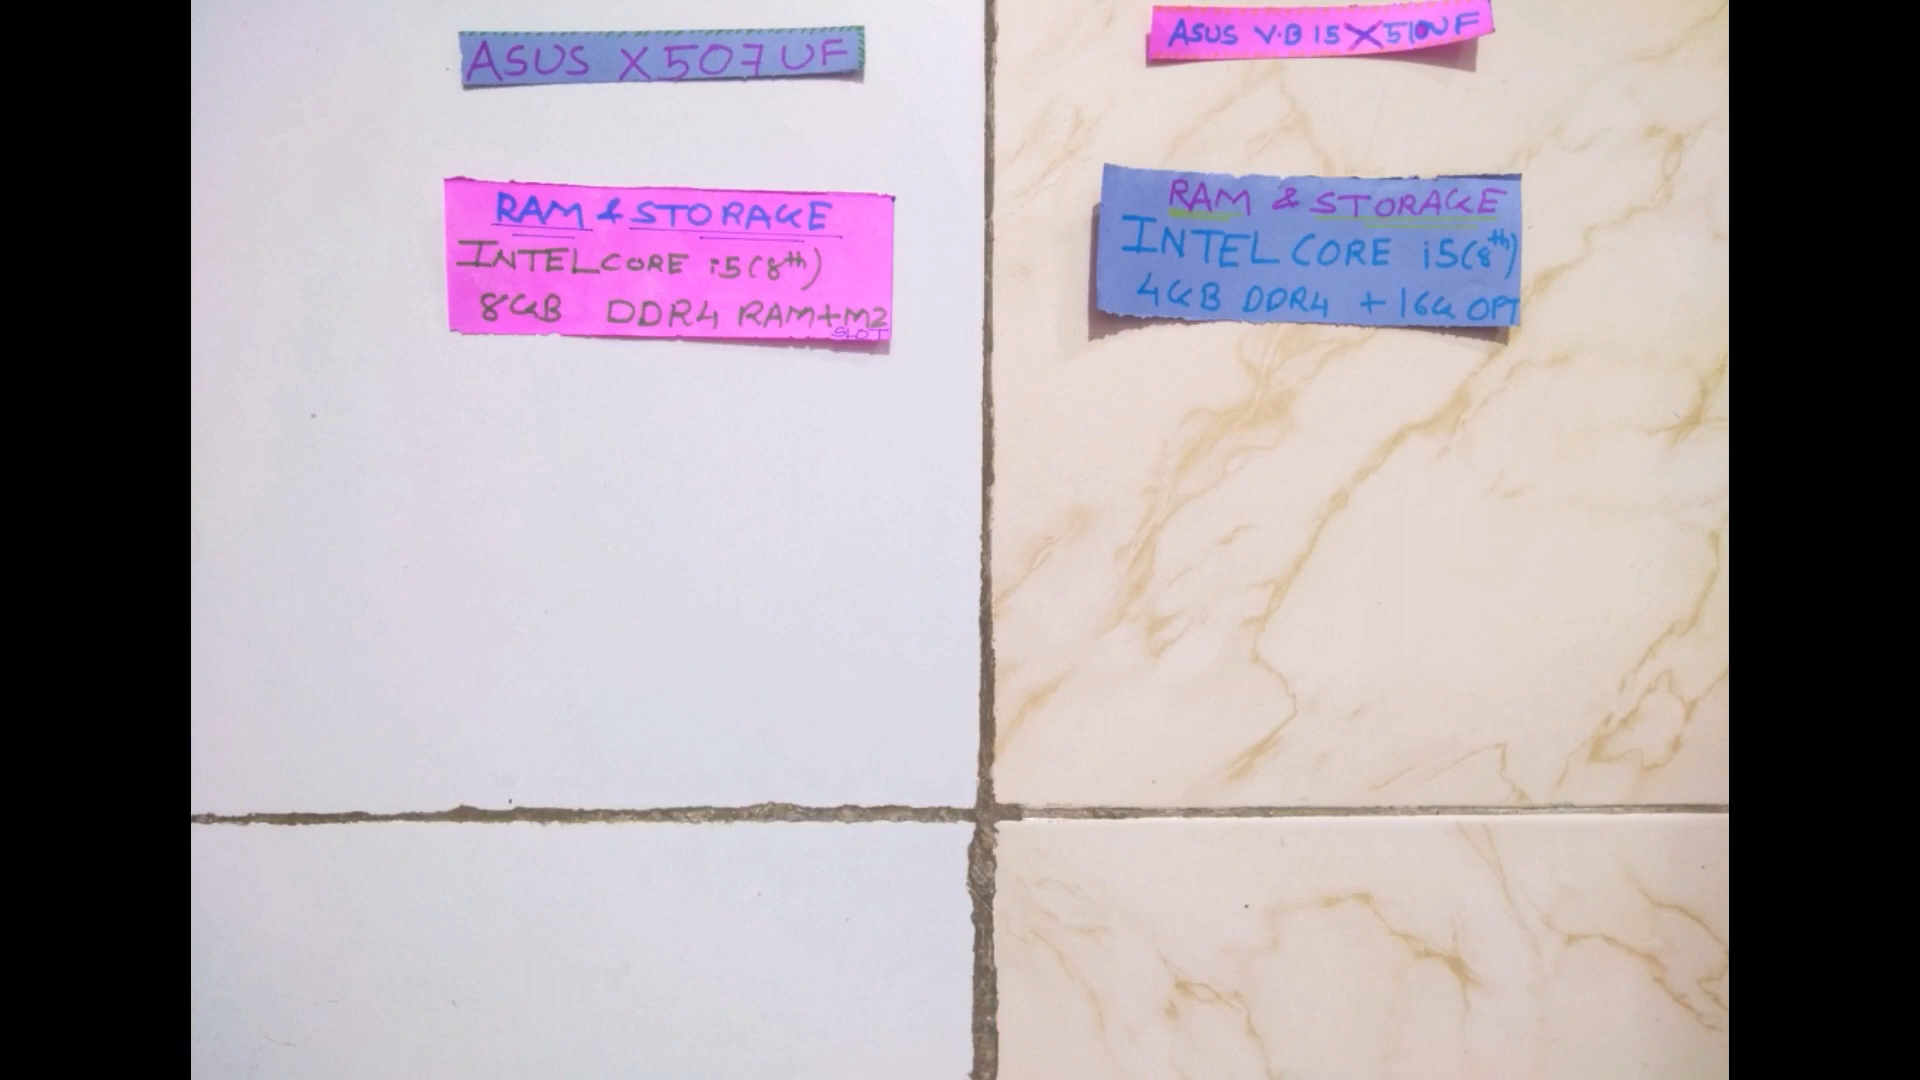 ASUS X507UF
RAM & STORAGE
INTEL CORE i5(8th)
8GB DDR4 RAM+M2
SLOT
ASUS V.B 15 X510UF
RAM & STORAGE
INTEL CORE i5(8th)
4GB DDR4 + 16G OPT